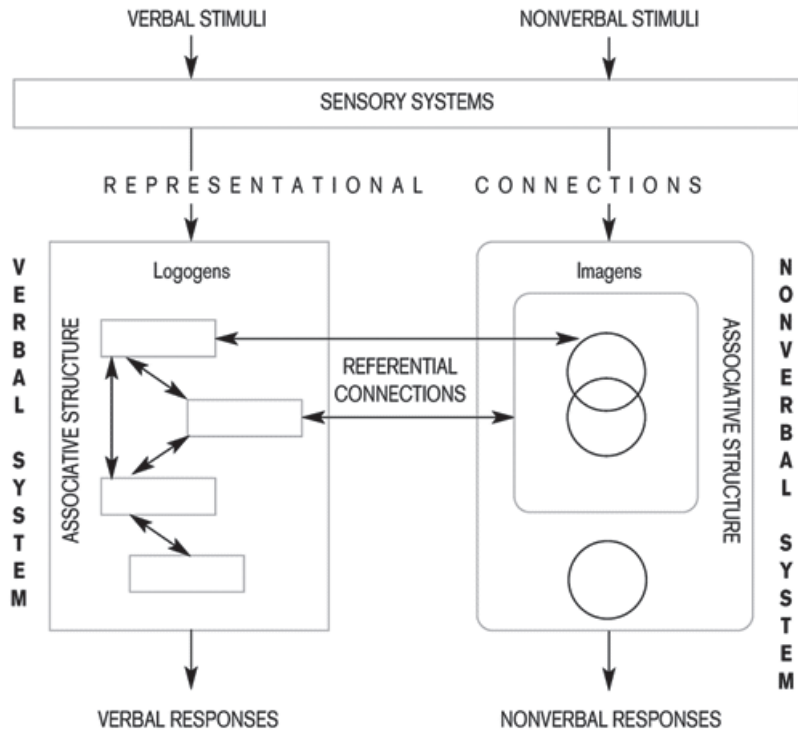 VERBAL STIMULI
NONVERBAL STIMULI
SENSORY SYSTEMS
REPRESENTATIONAL CONNECTIONS
VERBAL SYSTEM
Logogens
ASSOCIATIVE STRUCTURE
REFERENTIAL
CONNECTIONS
Imagens
ASSOCIATIVE STRUCTURE
NONVERBAL SYSTEM
VERBAL RESPONSES
NONVERBAL RESPONSES